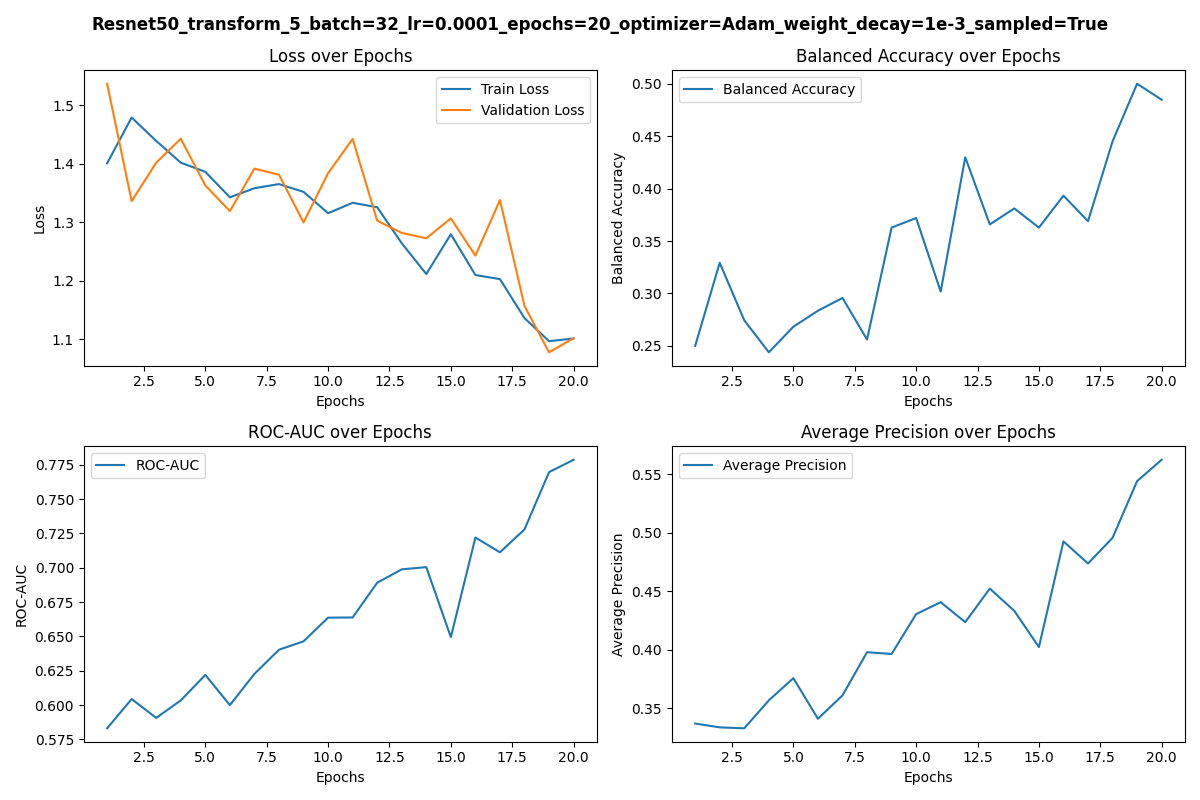 Resnet50_transform_5_batch=32_lr=0.0001_epochs=20_optimizer=Adam_weight_decay=1e-3_sampled=True
Loss over Epochs
Train Loss
Validation Loss
1.5
1.4
1.3
1.2
1.1
Loss
2.5 5.0 7.5 10.0 12.5 15.0 17.5 20.0
Epochs
Balanced Accuracy over Epochs
Balanced Accuracy
0.50
0.45
0.40
0.35
0.30
0.25
Balanced Accuracy
2.5 5.0 7.5 10.0 12.5 15.0 17.5 20.0
Epochs
ROC-AUC over Epochs
ROC-AUC
0.775
0.750
0.725
0.700
0.675
0.650
0.625
0.600
0.575
ROC-AUC
2.5 5.0 7.5 10.0 12.5 15.0 17.5 20.0
Epochs
Average Precision over Epochs
Average Precision
0.55
0.50
0.45
0.40
0.35
Average Precision
2.5 5.0 7.5 10.0 12.5 15.0 17.5 20.0
Epochs